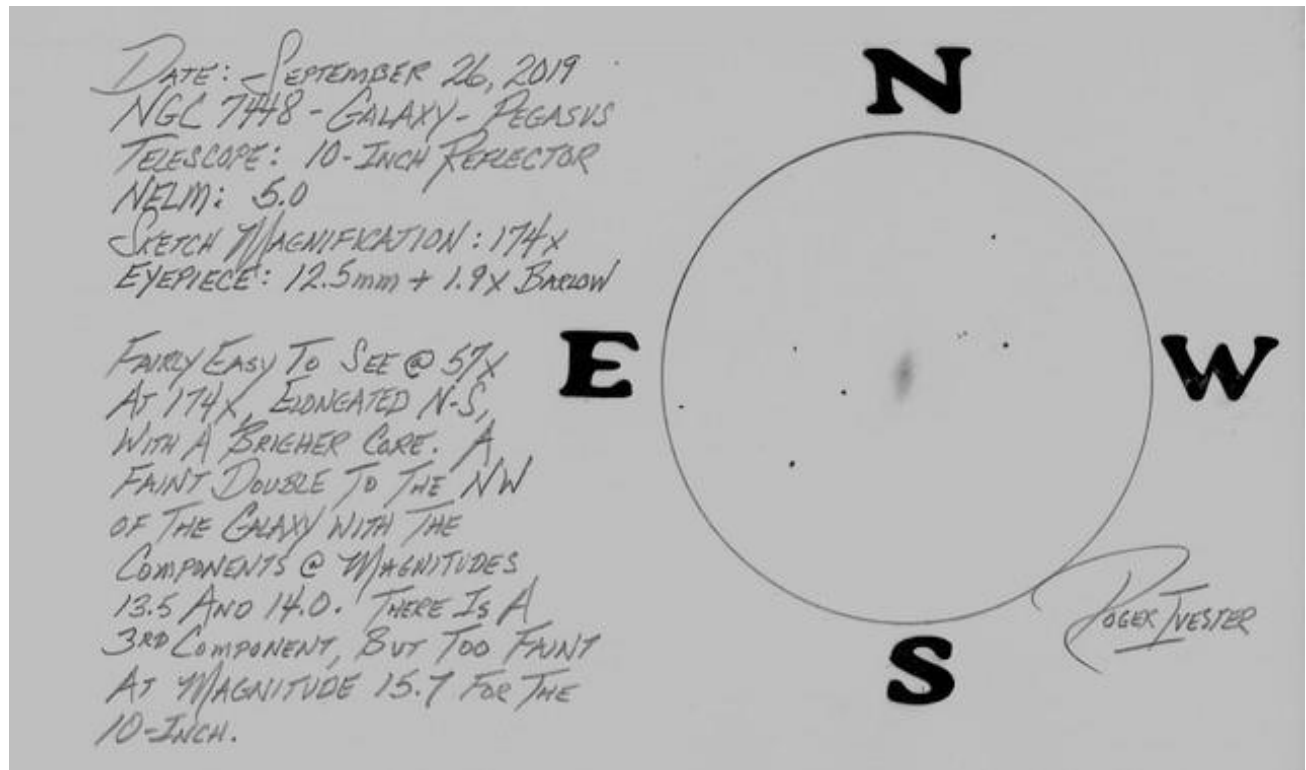 DATE: SEPTEMBER 26, 2019
NGC 7448 - GALAXY - PEGASUS
TELESCOPE: 10-INCH REFLECTOR
NELM: 5.0
SKETCH MAGNIFICATION: 174X
EYEPIECE: 12.5mm + 1.9X BARLOW
FAIRLY EASY TO SEE @ 57X
AT 174X, ELONGATED N-S,
WITH A BRIGHER CORE. A
FAINT DOUBLE TO THE NW
OF THE GALAXY WITH THE
COMPONENTS @ MAGNITUDES
13.5 AND 14.0. THERE IS A
3RD COMPONENT, BUT TOO FAINT
AT MAGNITUDE 15.7 FOR THE
10-INCH.
N
E
W
S
ROGER IVESTER